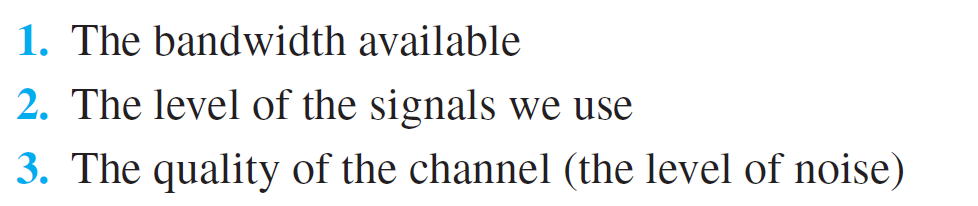 1. The bandwidth available
2. The level of the signals we use
3. The quality of the channel (the level of noise)